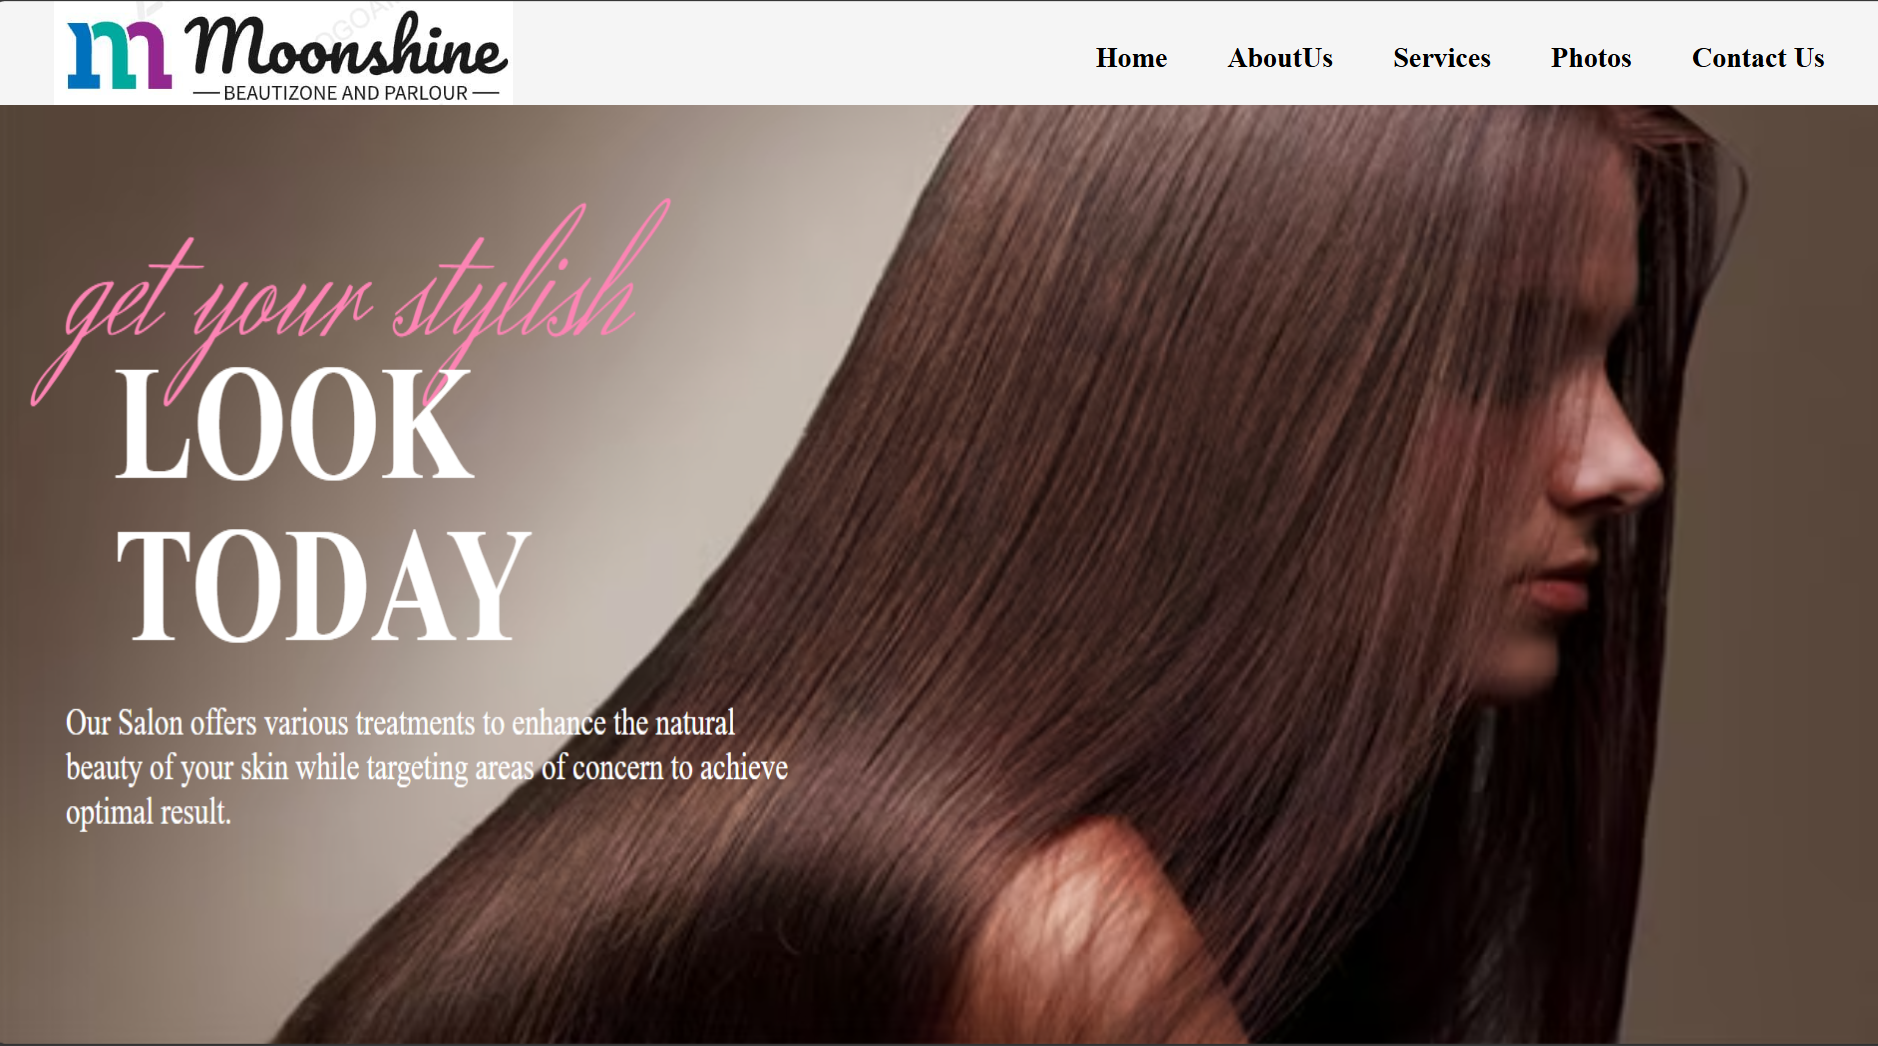 Moonshine
BEAUTIZONE AND PARLOUR
Home AboutUs Services Photos Contact Us
get your stylish
LOOK
TODAY
Our Salon offers various treatments to enhance the natural
beauty of your skin while targeting areas of concern to achieve
optimal result.